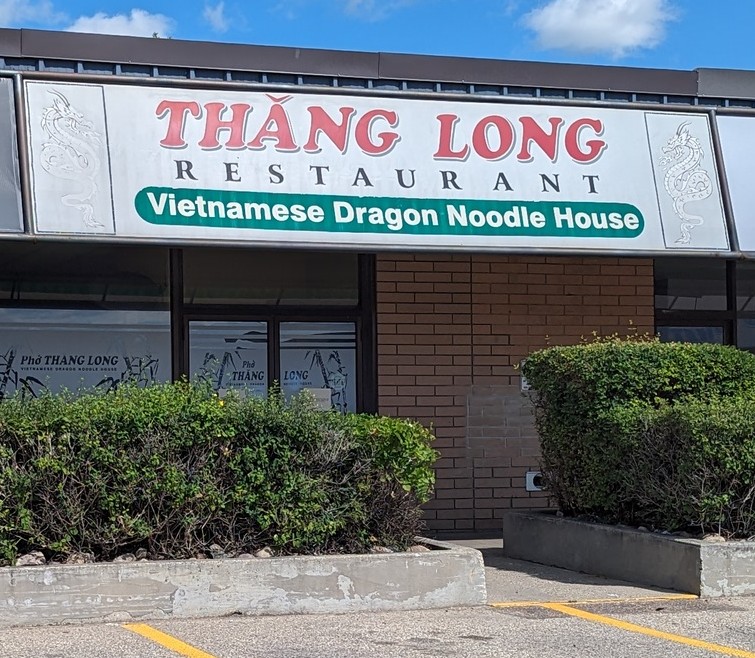 THĂNG LONG
RESTAURANT
Vietnamese Dragon Noodle House
Phở THANG LONG
VIETNAMESE DRAGON NOODLE HOUSE
Phở
THĂNG LONG